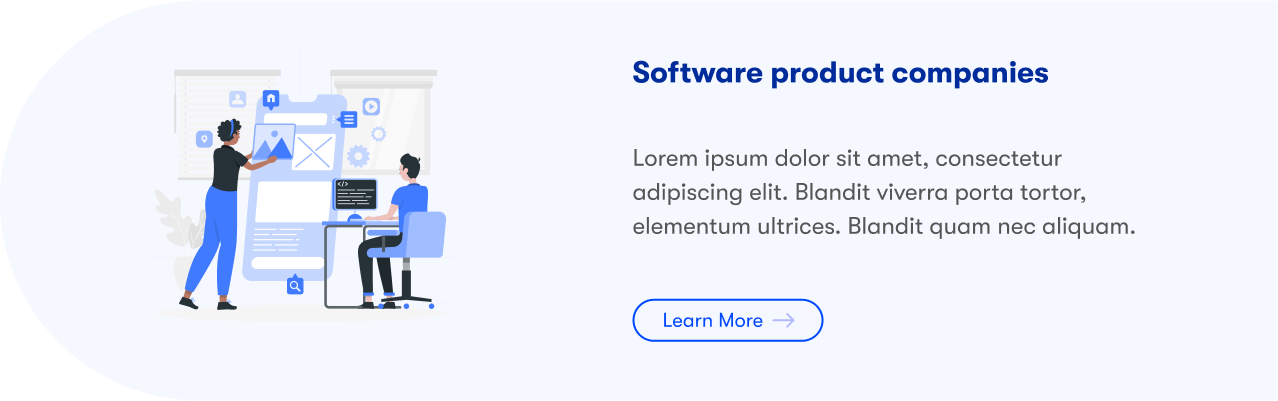 Software product companies
Lorem ipsum dolor sit amet, consectetur
adipiscing elit. Blandit viverra porta tortor,
elementum ultrices. Blandit quam nec aliquam.
Learn More
</>